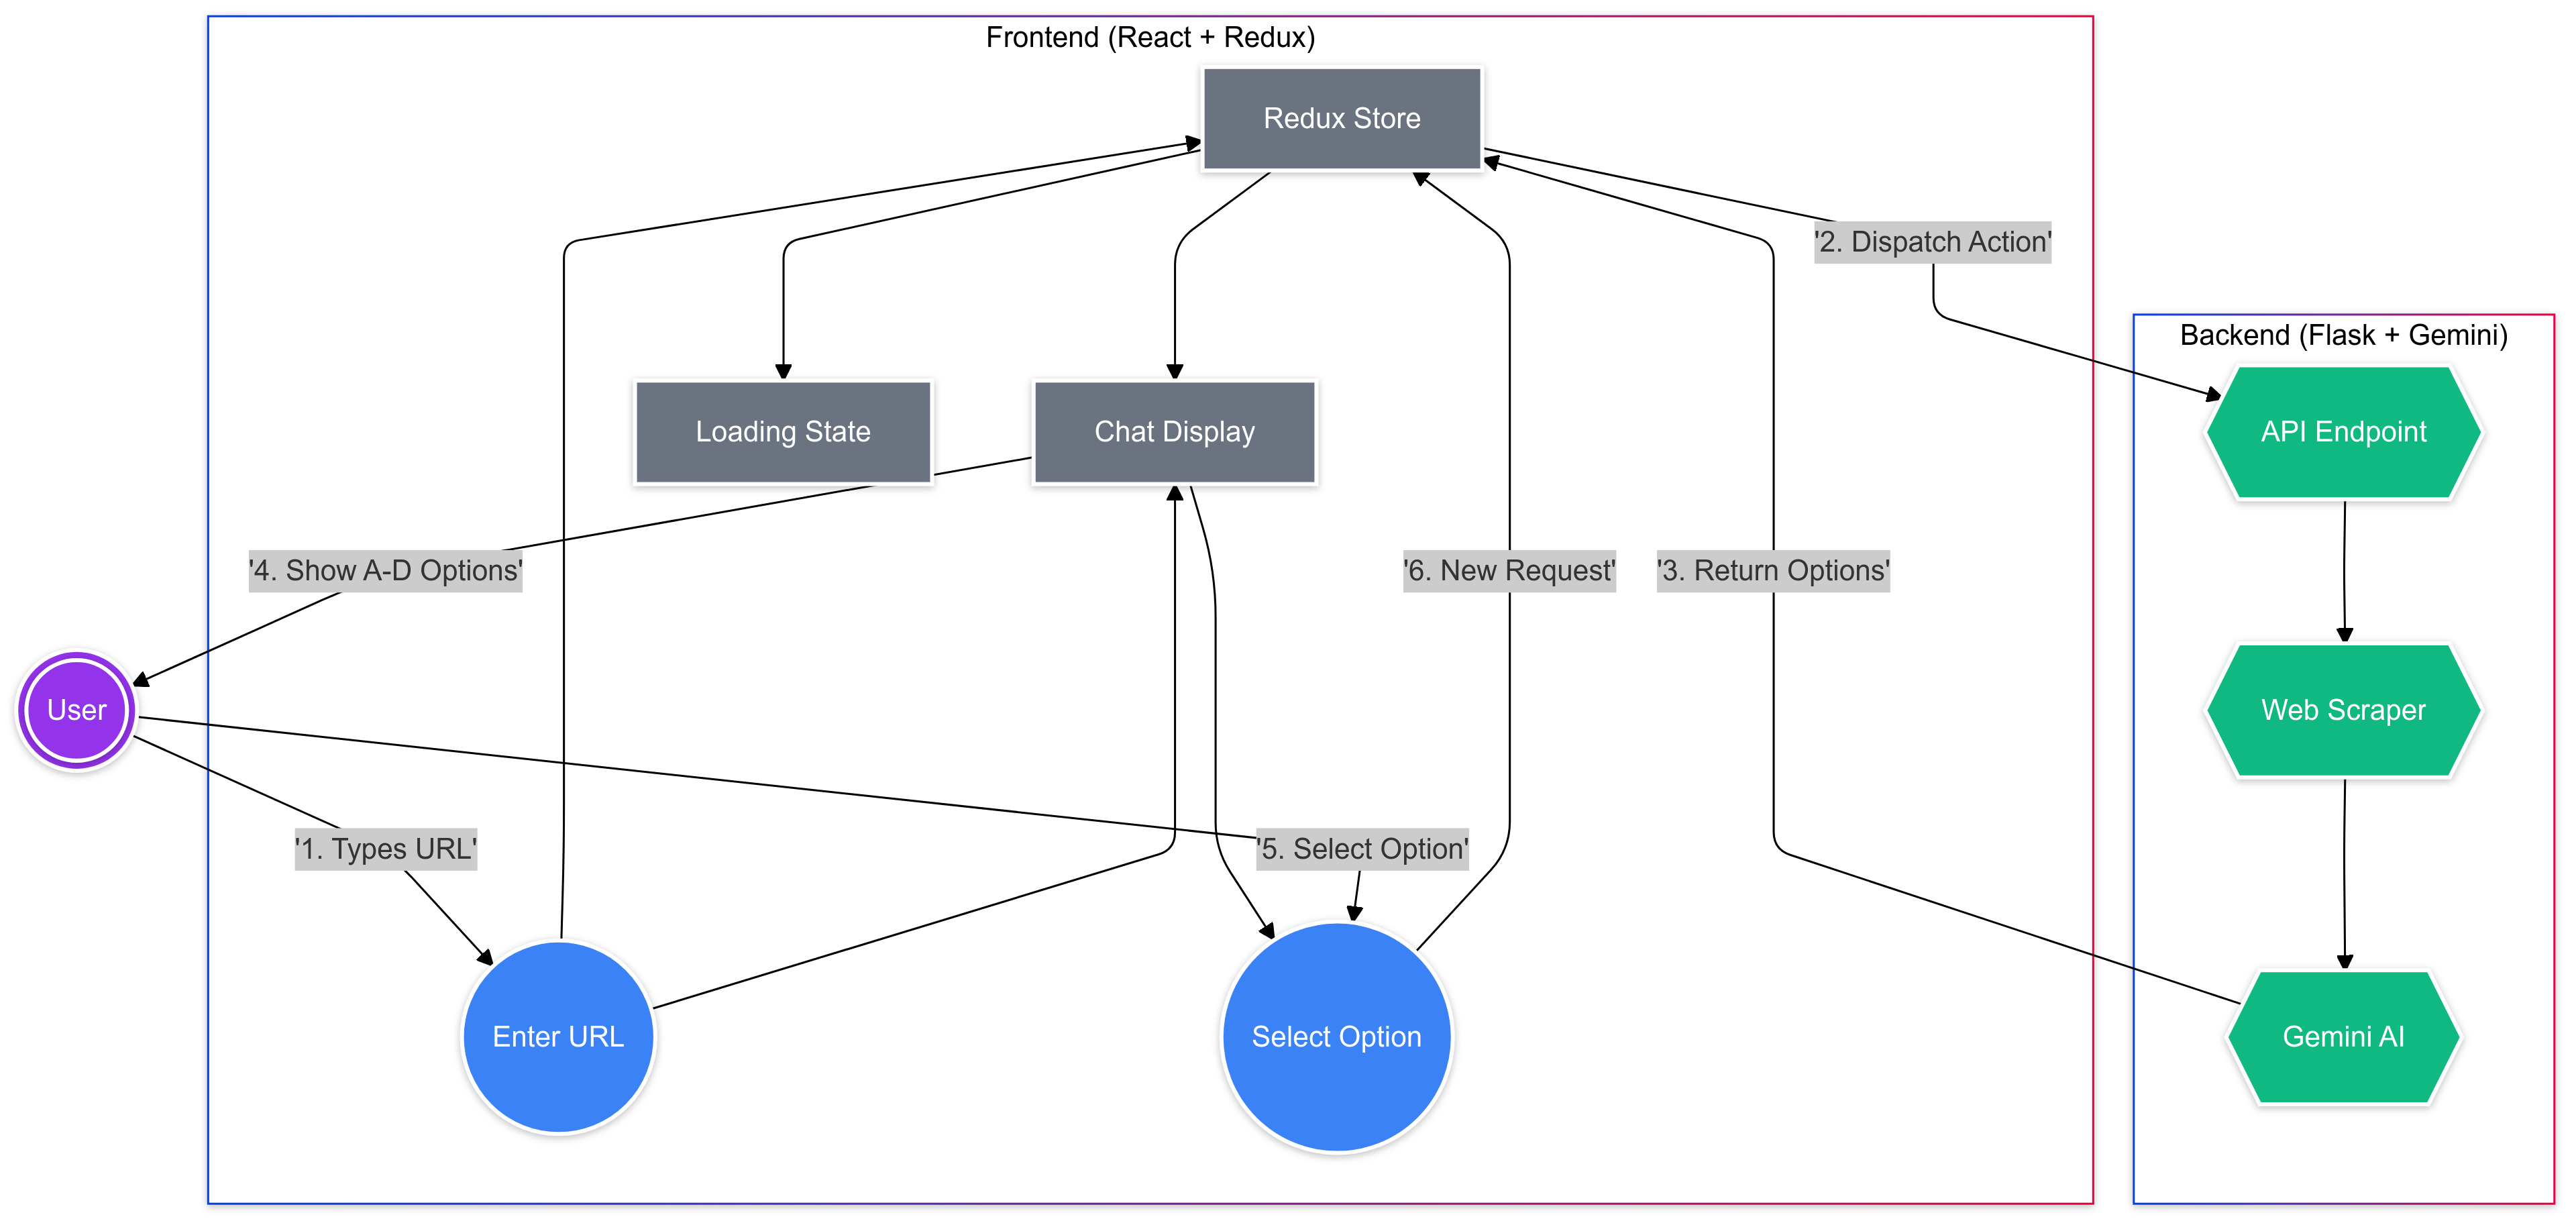 Frontend (React + Redux)
Redux Store
'2. Dispatch Action'
Backend (Flask + Gemini)
Loading State
Chat Display
API Endpoint
'4. Show A-D Options'
'6. New Request'
'3. Return Options'
User
Web Scraper
'1. Types URL'
'5. Select Option'
Enter URL
Select Option
Gemini AI